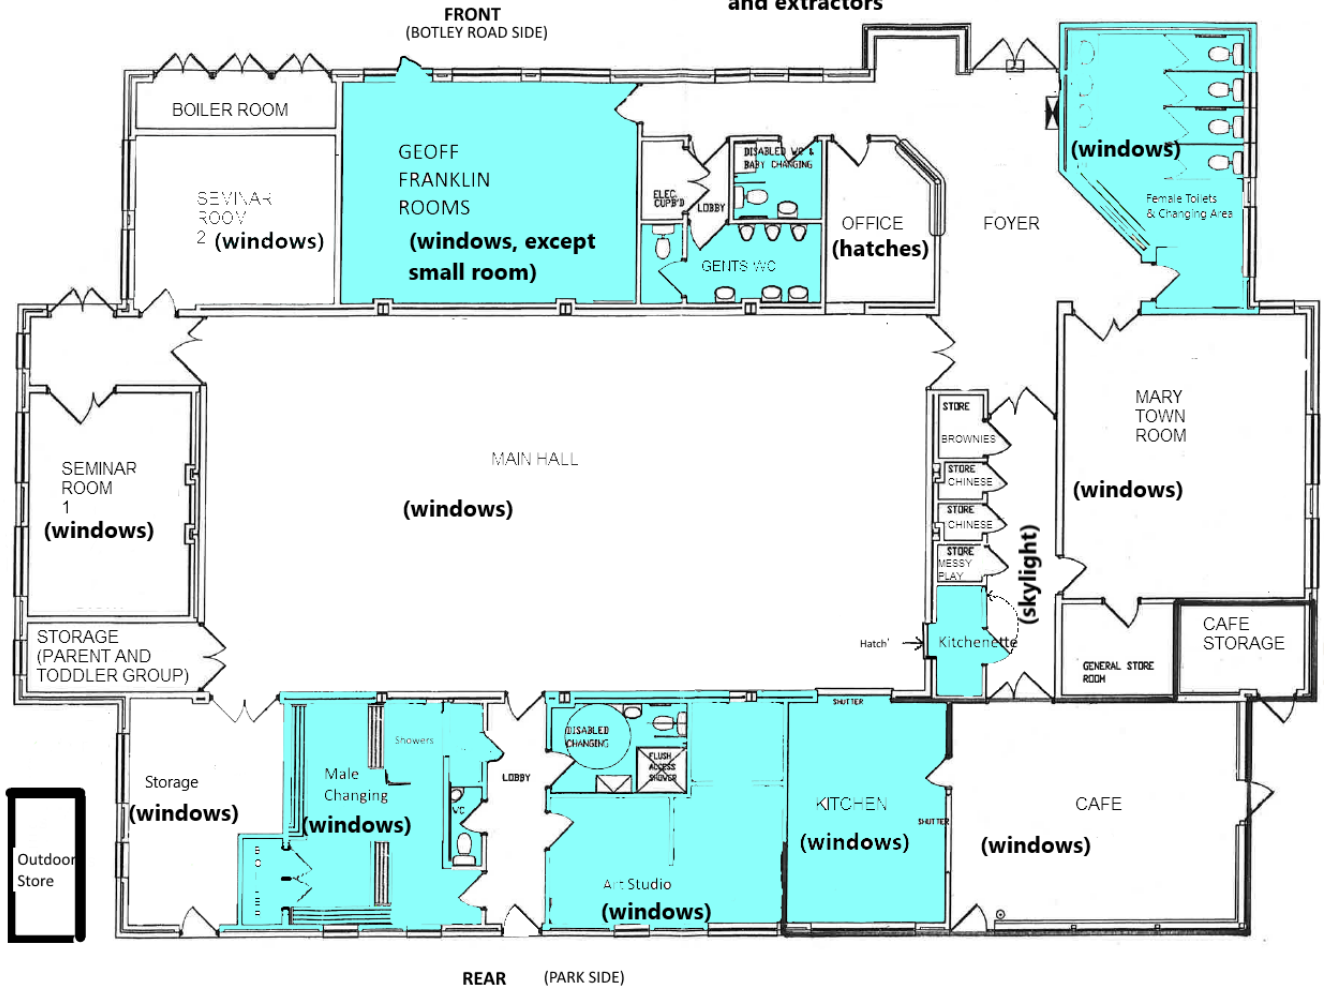 and extractors
FRONT
(BOTLEY ROAD SIDE)
BOILER ROOM
SEMINAR
ROOM
2 (windows)
GEOFF
FRANKLIN
ROOMS
(windows, except
small room)
ELEC
CUPB'D
LOBBY
DISABLED WC &
BABY CHANGING
GENTS WC
OFFICE
(hatches)
FOYER
(windows)
Female Toilets
& Changing Area
SEMINAR
ROOM
1
(windows)
MAIN HALL
(windows)
STORE
BROWNIES
STORE
CHINESE
STORE
CHINESE
STORE
MESSY
PLAY
(skylight)
MARY
TOWN
ROOM
(windows)
Hatch'
Kitchenette
STORAGE
(PARENT AND
TODDLER GROUP)
GENERAL STORE
ROOM
CAFE
STORAGE
Storage
(windows)
Showers
Male
Changing
(windows)
WC
LOBBY
DISABLED
CHANGING
FLUSH
ACCESS
SHOWER
Art Studio
(windows)
SHUTTER
KITCHEN
(windows)
SHUTTER
CAFE
(windows)
Outdoor
Store
REAR (PARK SIDE)